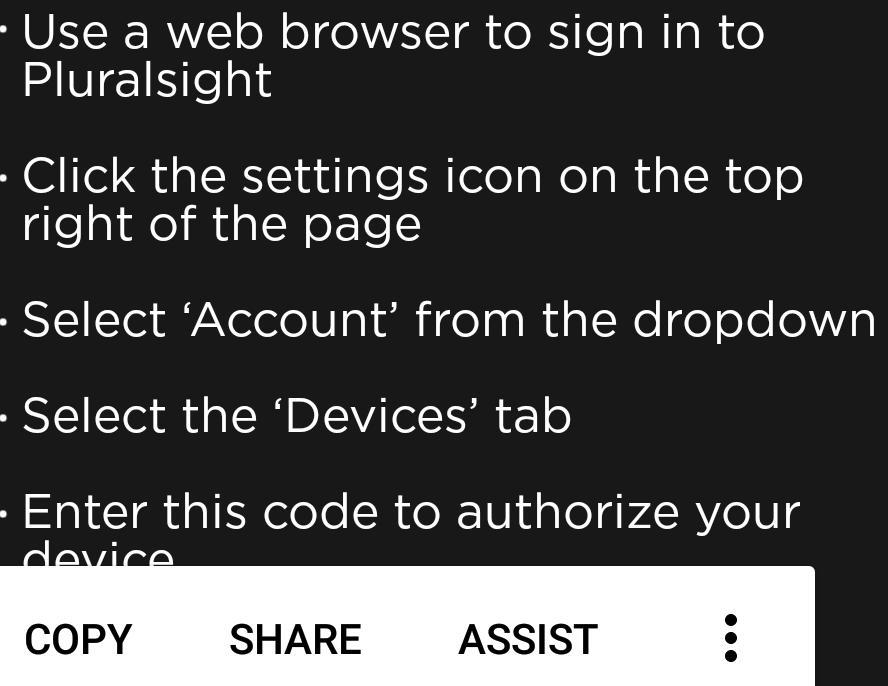 · Use a web browser to sign in to
Pluralsight
· Click the settings icon on the top
right of the page
· Select ‘Account’ from the dropdown
· Select the ‘Devices’ tab
· Enter this code to authorize your
device
COPY SHARE ASSIST